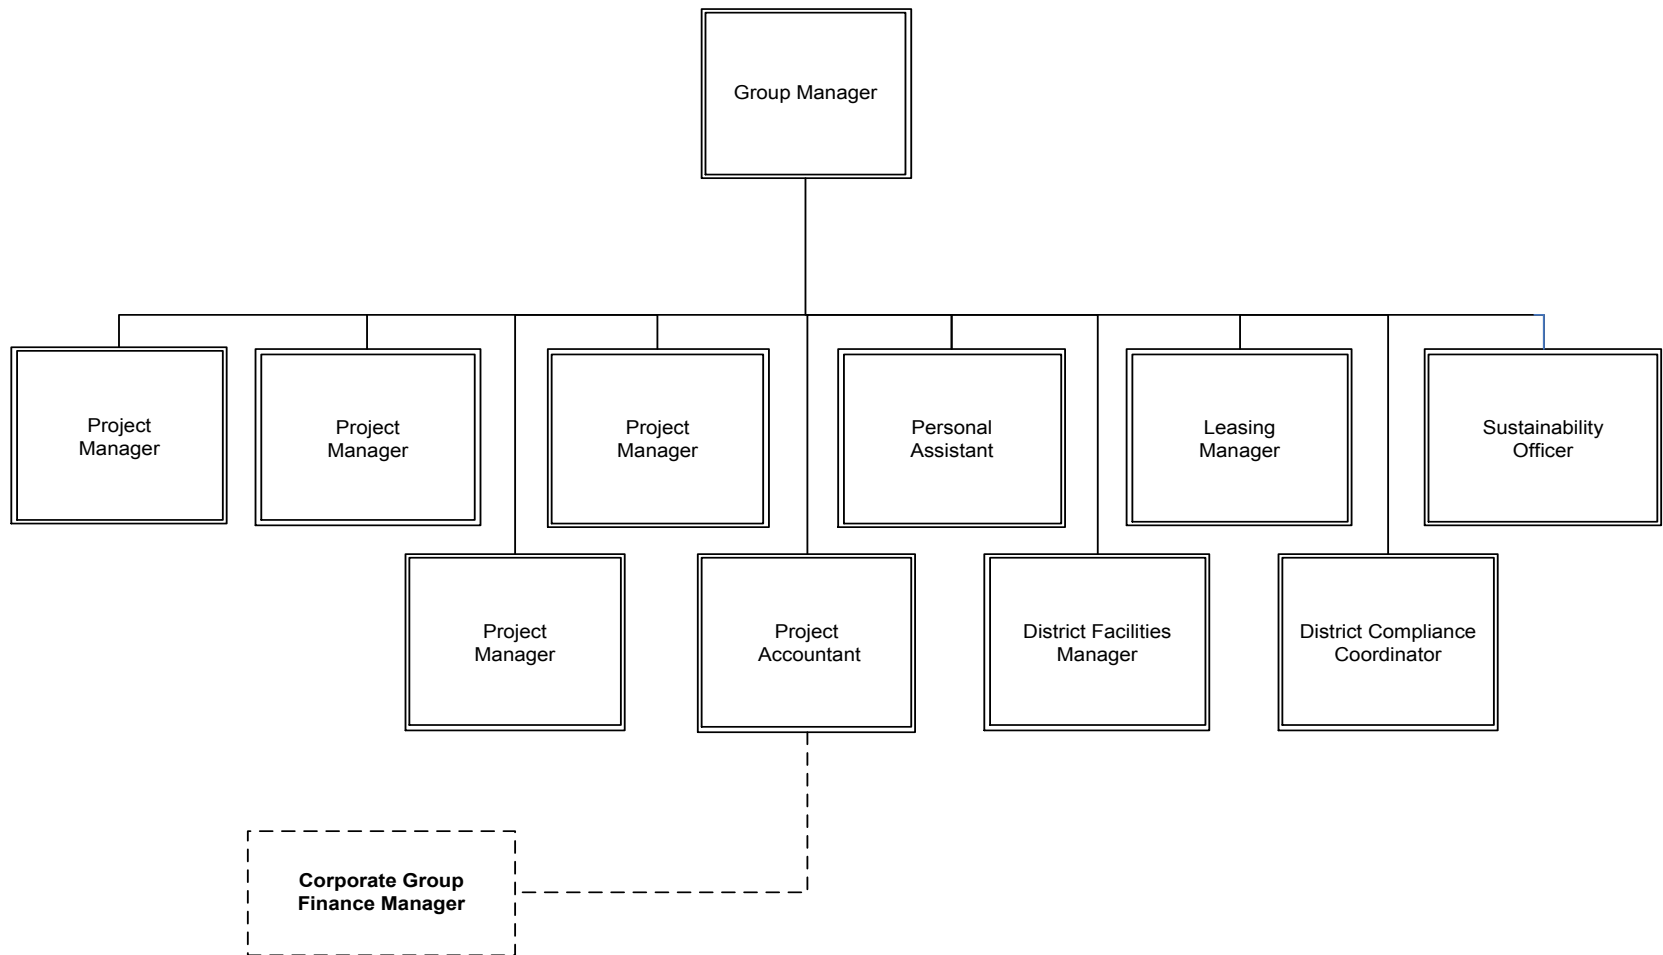 Group Manager
Project
Manager
Project
Manager
Project
Manager
Personal
Assistant
Leasing
Manager
Sustainability
Officer
Project
Manager
Project
Accountant
District Facilities
Manager
District Compliance
Coordinator
Corporate Group
Finance Manager